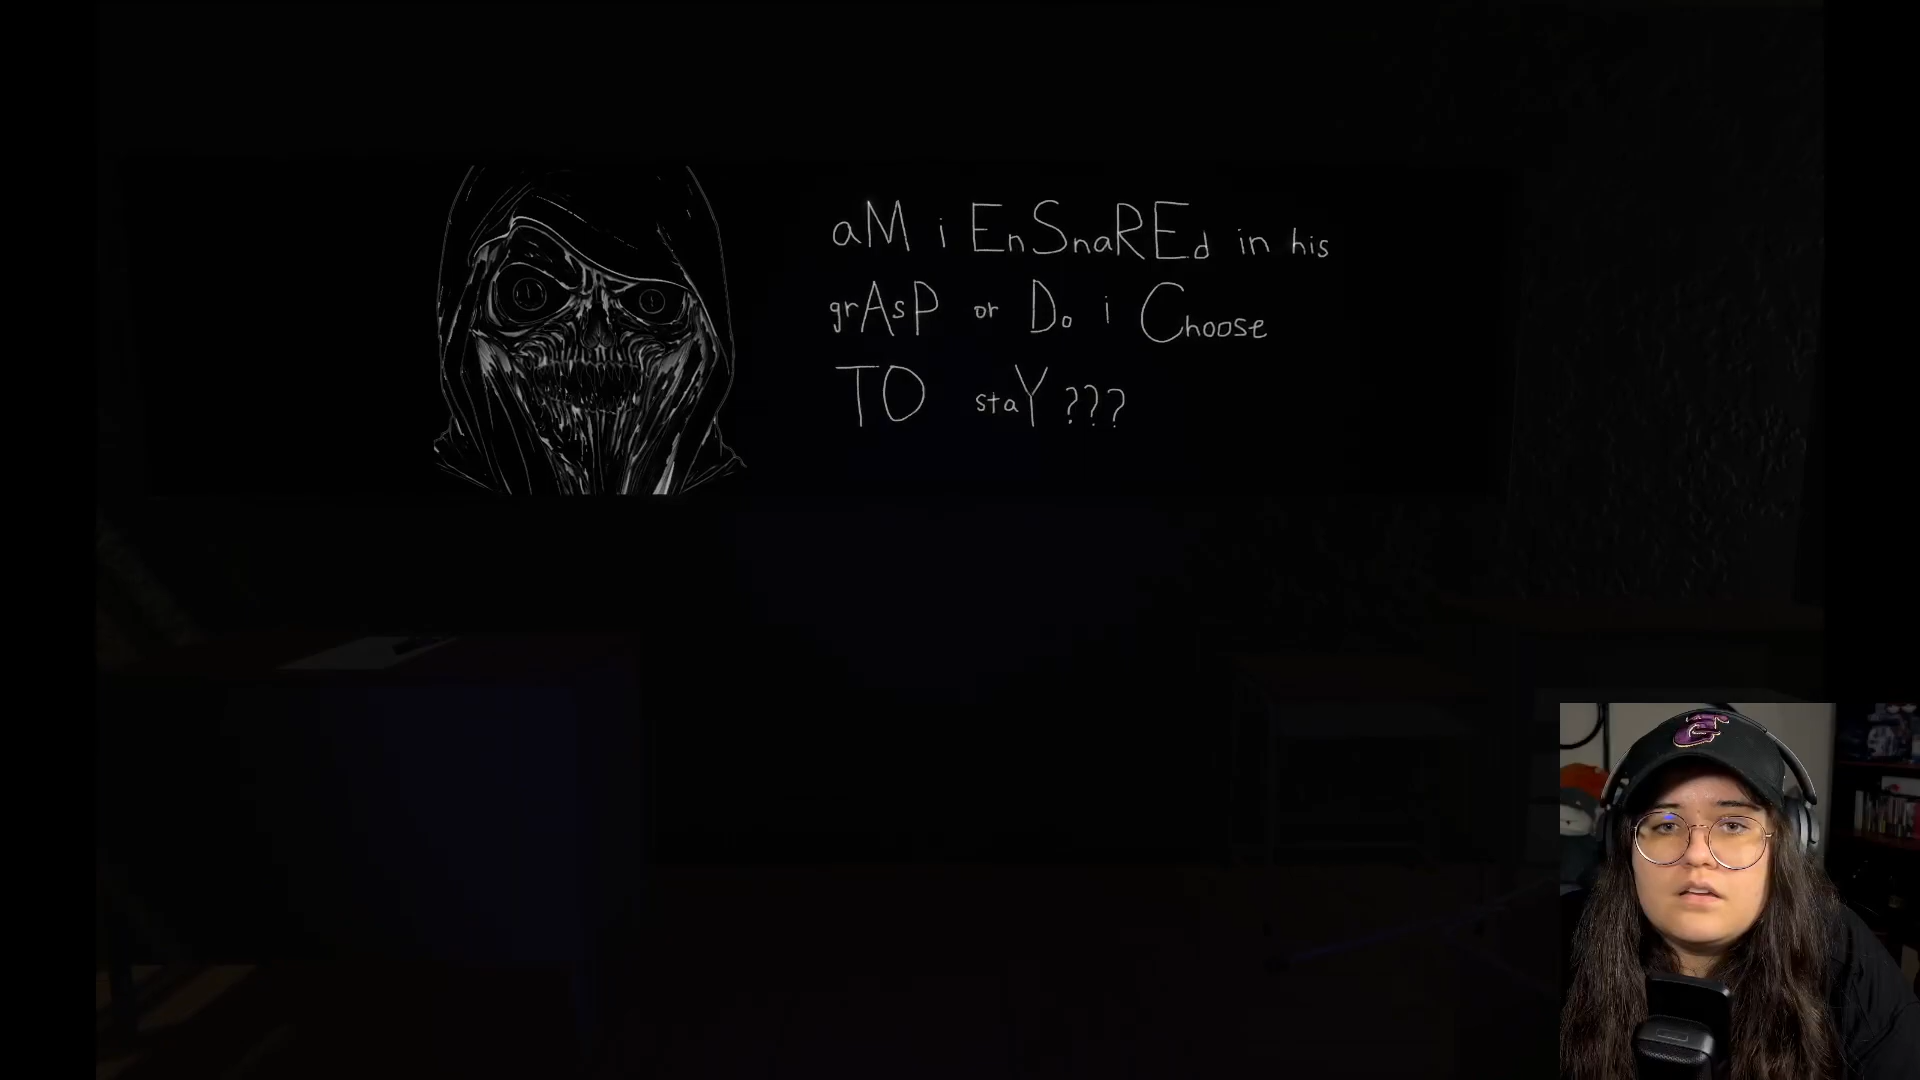 aM i EnSnaREd in his
grAsP or Do i Choose
TO staY ???